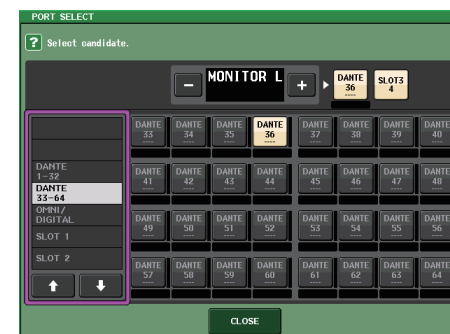 PORT SELECT
? Select candidate.
- MONITOR L + DANTE 36 ---- SLOT3 4
DANTE 33 ---- DANTE 34 ---- DANTE 35 ---- DANTE 36 ---- DANTE 37 ---- DANTE 38 ---- DANTE 39 ---- DANTE 40 ----
DANTE 1-32
DANTE 41 ---- DANTE 42 ---- DANTE 43 ---- DANTE 44 ---- DANTE 45 ---- DANTE 46 ---- DANTE 47 ---- DANTE 48 ----
DANTE 33-64
OMNI/ DIGITAL
DANTE 49 ---- DANTE 50 ---- DANTE 51 ---- DANTE 52 ---- DANTE 53 ---- DANTE 54 ---- DANTE 55 ---- DANTE 56 ----
SLOT 1
SLOT 2
DANTE 57 ---- DANTE 58 ---- DANTE 59 ---- DANTE 60 ---- DANTE 61 ---- DANTE 62 ---- DANTE 63 ---- DANTE 64 ----
CLOSE